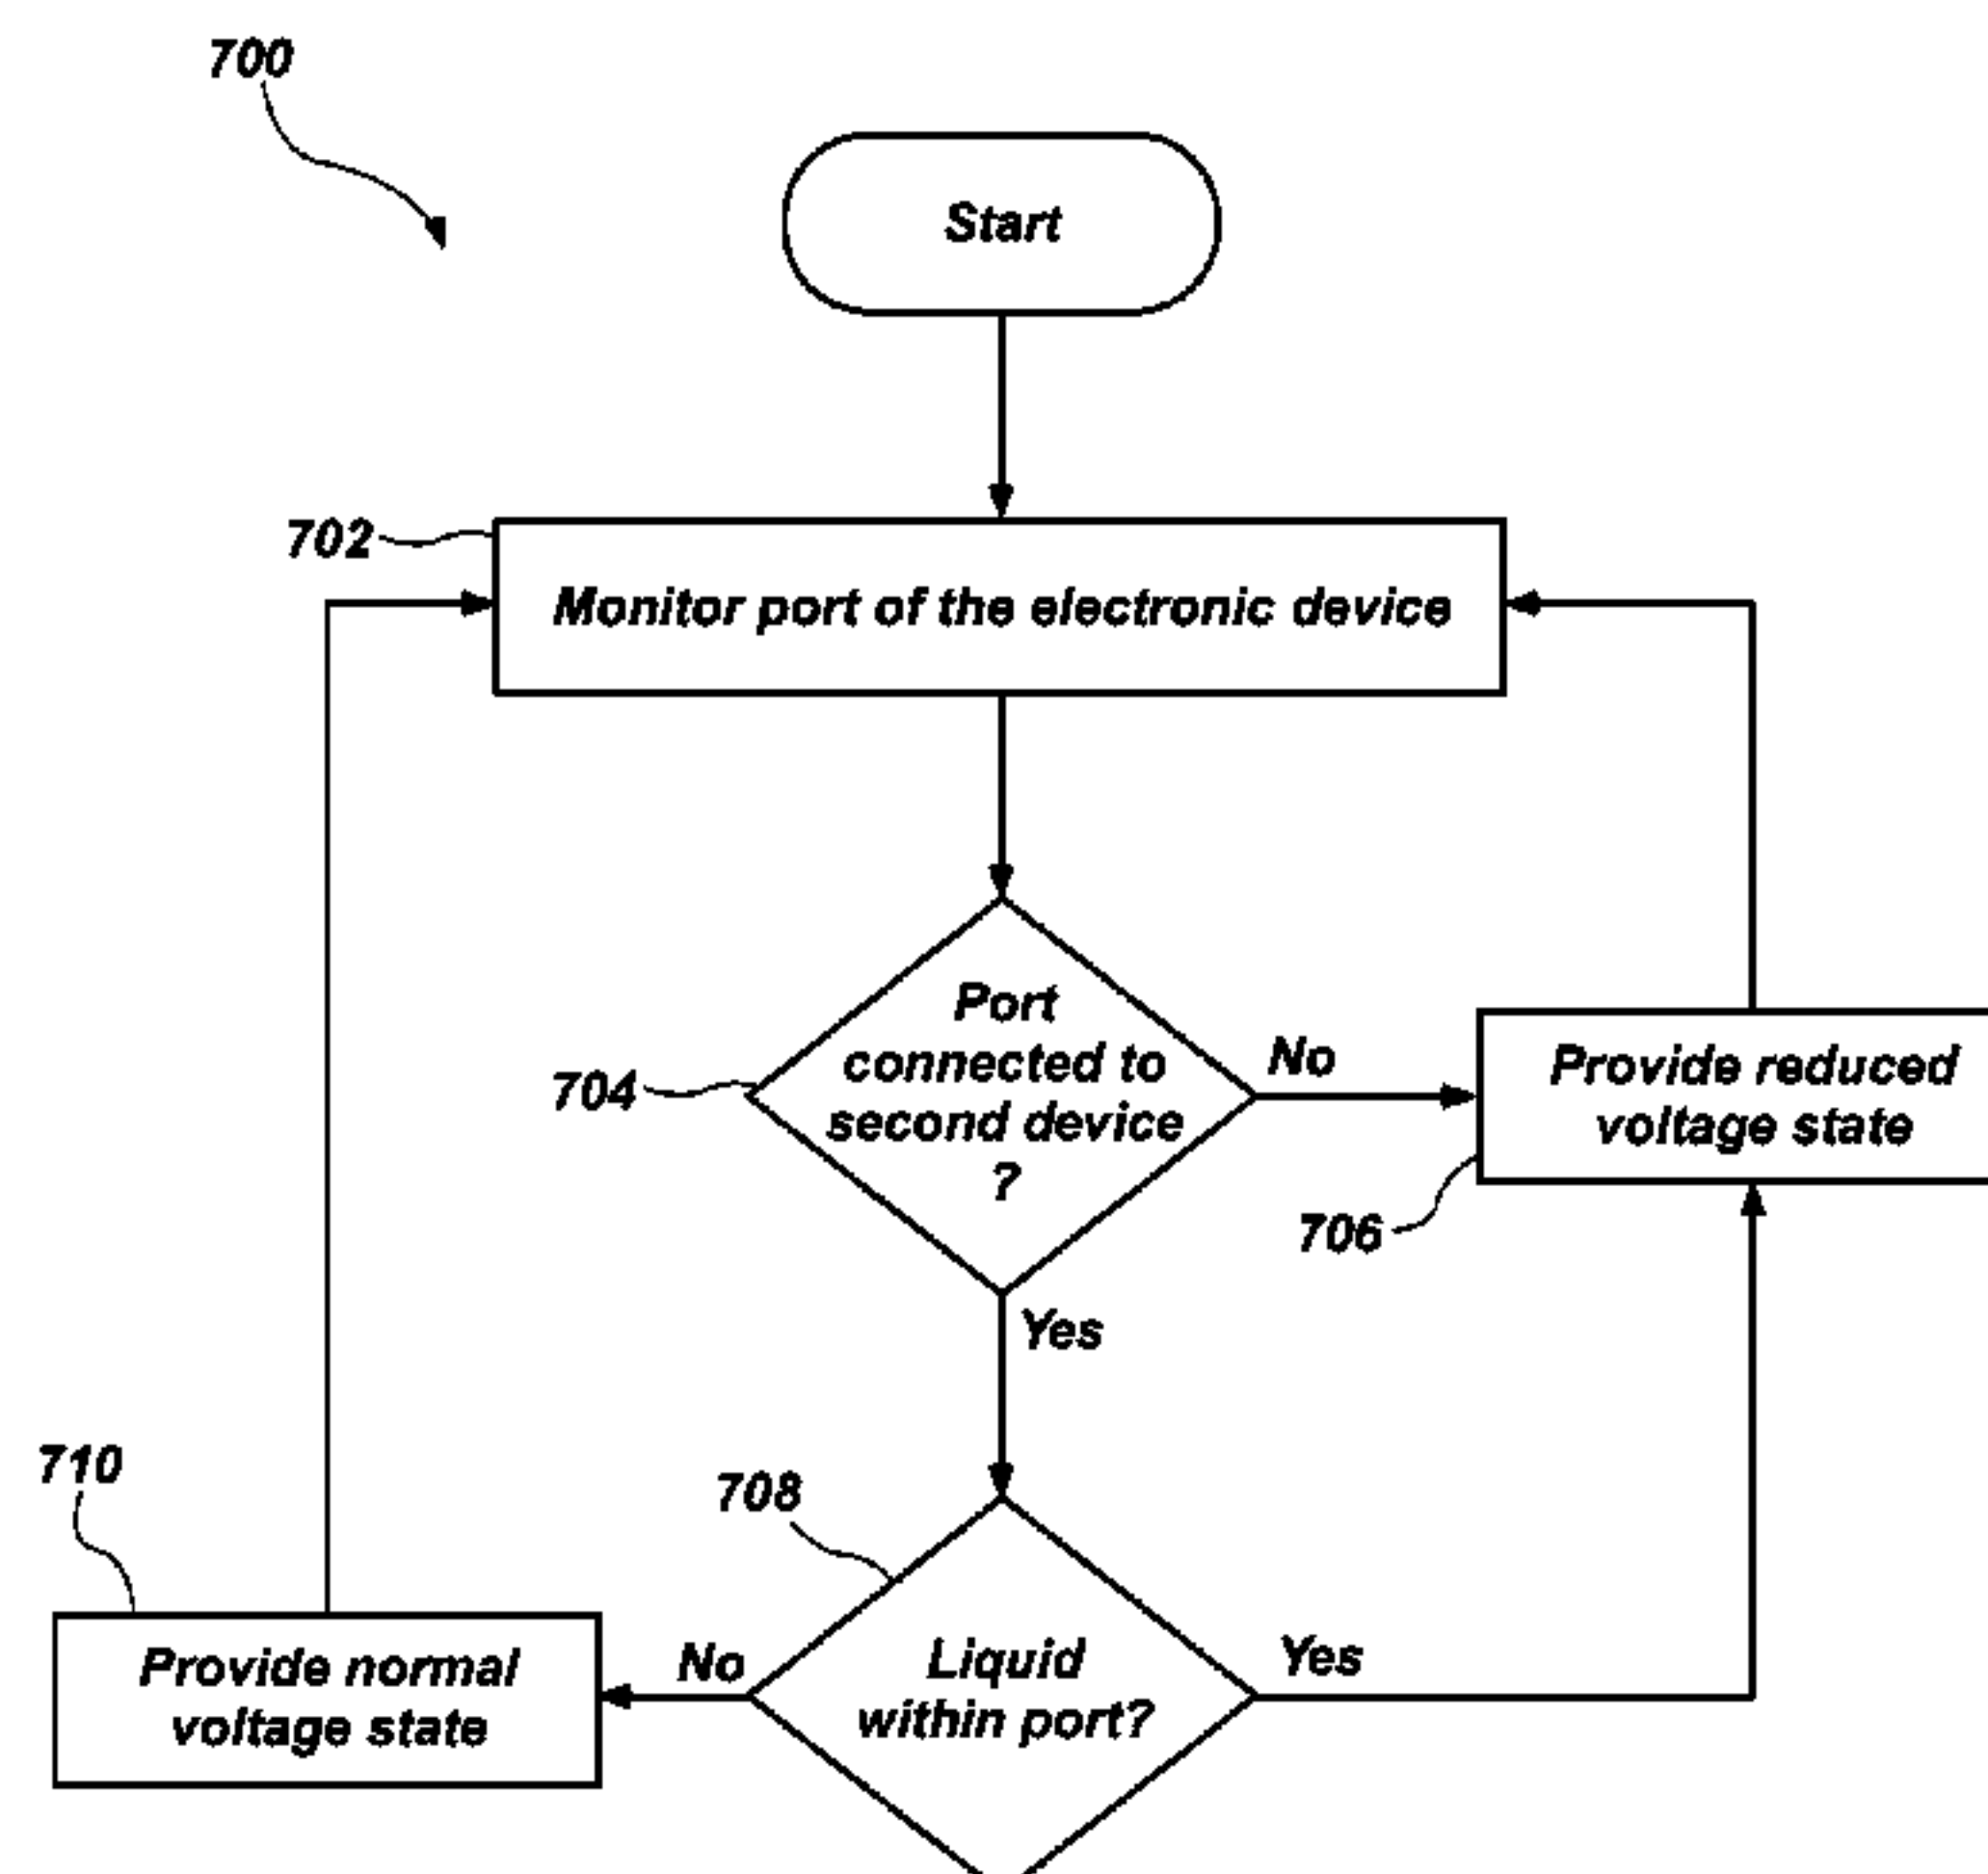 700
Start
702
Monitor port of the electronic device
Port
connected to
second device
?
704
No
Provide reduced
voltage state
706
Yes
710
708
Provide normal
voltage state
No
Liquid
within port?
Yes